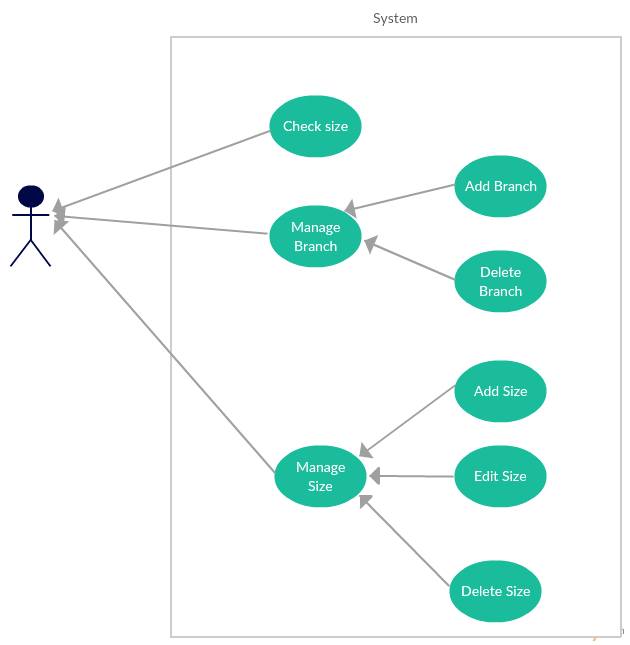 System
Check size
Add Branch
Manage
Branch
Delete
Branch
Add Size
Manage
Size
Edit Size
Delete Size